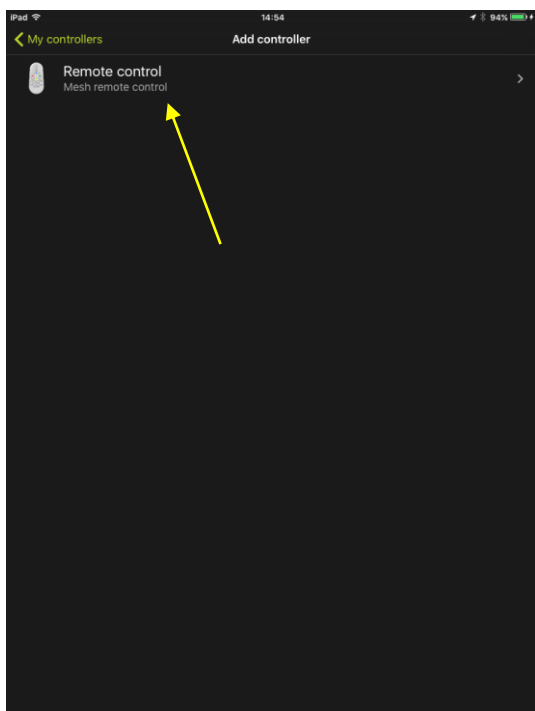 iPad 14:54 94%
My controllers Add controller
Remote control
Mesh remote control